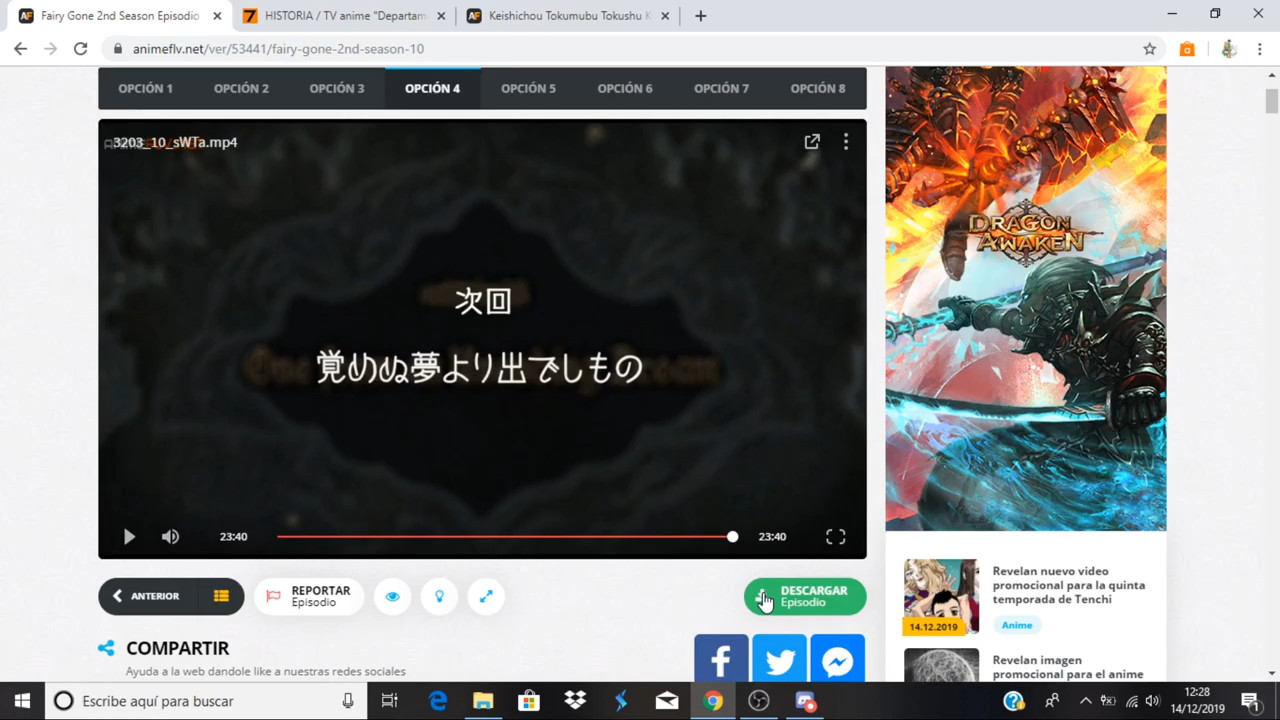 Fairy Gone 2nd Season Episodio
HISTORIA / TV anime "Departam
Keishichou Tokumubu Tokushu K
animeflv.net/ver/53441/fairy-gone-2nd-season-10
OPCIÓN 1
OPCIÓN 2
OPCIÓN 3
OPCIÓN 4
OPCIÓN 5
OPCIÓN 6
OPCIÓN 7
OPCIÓN 8
3203_10_sWTa.mp4
次回
覚めぬ夢より出でしもの
23:40
23:40
DRAGON
AWAKEN
ANTERIOR
REPORTAR
Episodio
DESCARGAR
Episodio
COMPARTIR
Ayuda a la web dandole like a nuestras redes sociales
Revelan nuevo video
promocional para la quinta
temporada de Tenchi
14.12.2019
Anime
Revelan imagen
promocional para el anime
Escribe aquí para buscar
12:28
14/12/2019